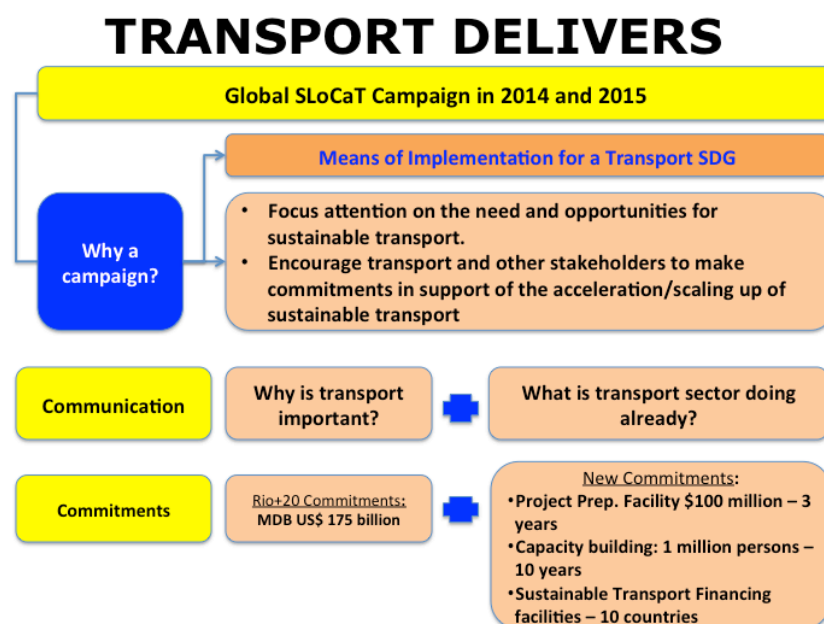 TRANSPORT DELIVERS
Global SLoCaT Campaign in 2014 and 2015
Means of Implementation for a Transport SDG
Why a
campaign?
• Focus attention on the need and opportunities for
sustainable transport.
• Encourage transport and other stakeholders to make
commitments in support of the acceleration/scaling up of
sustainable transport
Communication
Why is transport
important?
What is transport sector doing
already?
Commitments
Rio+20 Commitments:
MDB US$ 175 billion
New Commitments:
•Project Prep. Facility $100 million – 3
years
•Capacity building: 1 million persons –
10 years
•Sustainable Transport Financing
facilities – 10 countries